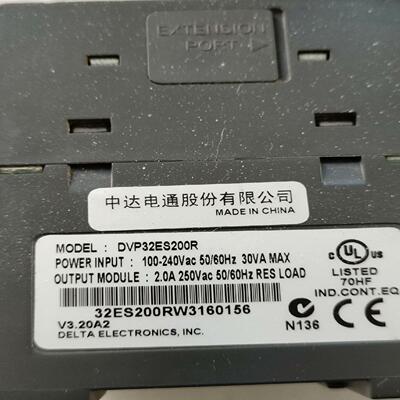 EXTENSION
PORT
中达电通股份有限公司
MADE IN CHINA
MODEL : DVP32ES200R
POWER INPUT : 100-240Vac 50/60Hz 30VA MAX
OUTPUT MODULE : 2.0A 250Vac 50/60Hz RES LOAD
32ES200RW3160156
V3.20A2
DELTA ELECTRONICS, INC.
N136
C UL US
LISTED
70HF
IND.CONT.EQ